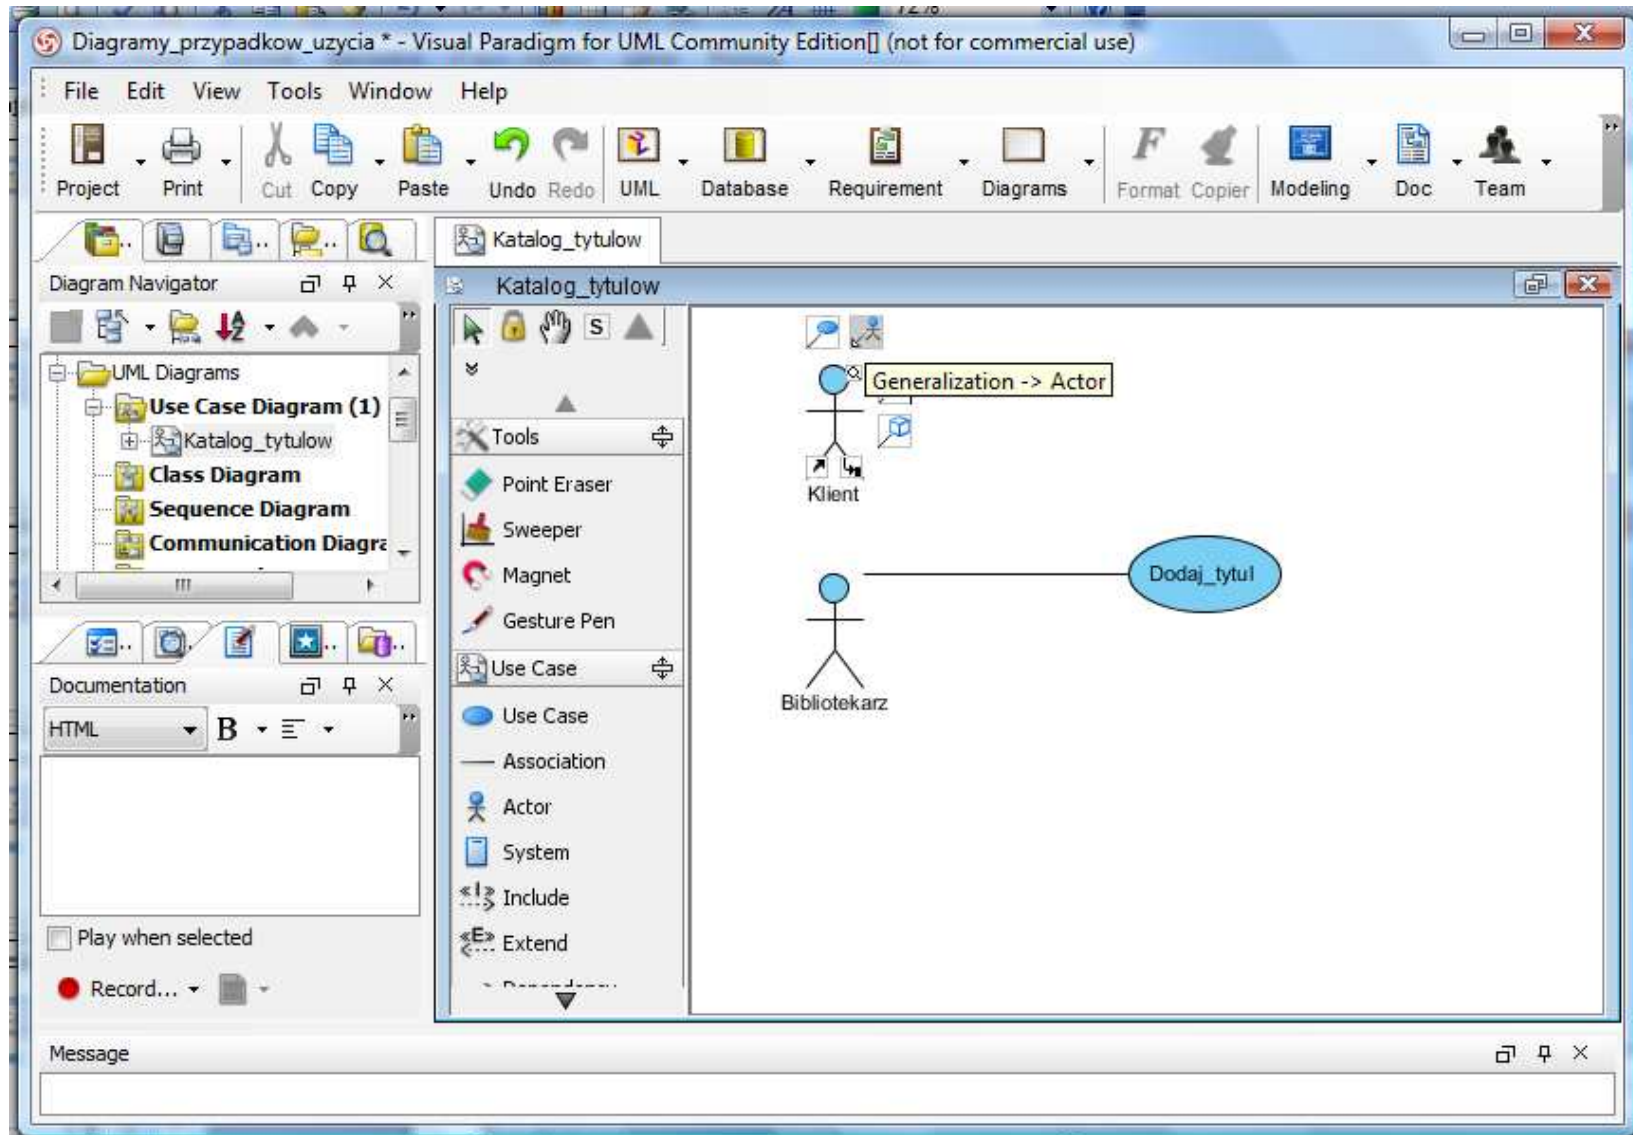 72%
Diagramy_przypadkow_uzycia * - Visual Paradigm for UML Community Edition[] (not for commercial use)
File Edit View Tools Window Help
Project Print Cut Copy Paste Undo Redo UML Database Requirement Diagrams Format Copier Modeling Doc Team
Katalog_tytulow
Diagram Navigator
Katalog_tytulow
UML Diagrams
Use Case Diagram (1)
Katalog_tytulow
Class Diagram
Sequence Diagram
Communication Diagra
S
Tools
Point Eraser
Sweeper
Magnet
Gesture Pen
Use Case
Use Case
Association
Actor
System
Include
Extend
Generalization -> Actor
Klient
Dodaj_tytul
Bibliotekarz
Documentation
HTML B
Play when selected
Record...
Message